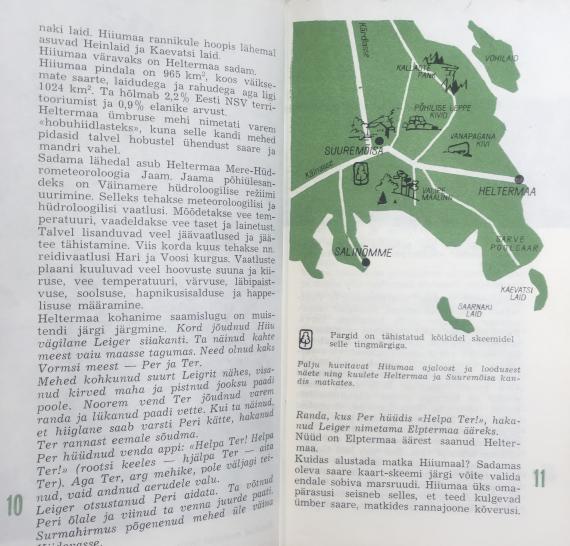 naki laid. Hiiumaa rannikule hoopis lähemal
asuvad Heinlaid ja Kaevatsi laid.
Hiiumaa väravaks on Heltermaa sadam.
Hiiumaa pindala on 965 km², koos väikse-
mate saarte, laidudega ja rahudega aga ligi
1024 km². Ta hõlmab 2,2% Eesti NSV terri-
tooriumist ja 0,9% elanike arvust.
Heltermaa ümbruse mehi nimetati varem
«hobuhiidlasteks», kuna selle kandi mehed
pidasid talvel hobustel ühendust saare ja
mandri vahel.
Sadama lähedal asub Heltermaa Mere-Hüd-
rometeoroloogia Jaam. Jaama põhiülesan-
deks on Väinamere hüdroloogilise režiimi
uurimine. Selleks tehakse meteoroloogilisi ja
hüdroloogilisi vaatlusi. Mõõdetakse vee tem-
peratuuri, vaadeldakse vee taset ja lainetust.
Talvel lisanduvad veel jäävaatlused ja jää-
tee tähistamine. Viis korda kuus tehakse nn.
reidivaatlusi Hari ja Voosi kurgus. Vaatluste
plaani kuuluvad veel hoovuste suuna ja kii-
ruse, vee temperatuuri, värvuse, läbipaist-
vuse, soolsuse, hapnikusisalduse ja happe-
lisuse määramine.
Heltermaa kohanime saamislugu on muis-
tendi järgi järgmine. Kord jõudnud Hiiu
vägilane Leiger siiakanti. Ta näinud kahte
meest vaiu maasse tagumas. Need olnud kaks
Vormsi meest — Per ja Ter.
Mehed kohkunud suurt Leigrit nähes, visa-
nud kirved maha ja pistnud jooksu paadi
poole. Noorem vend Ter jõudnud varem
randa ja lükanud paadi vette. Kui ta näinud,
et hiiglane saab varsti Peri kätte, hakanud
Ter rannast eemale sõudma.
Per hüüdnud venda appi: «Helpa Ter! Helpa
Ter!» (rootsi keeles — hjälpa Ter — aita
Ter). Aga Ter, arg mehike, pole väljagi tei-
nud, vaid andnud aerudele valu.
Leiger otsustanud Peri aidata. Ta võtnud
Peri õlale ja viinud ta venna juurde paati.
Surmahirmus põgenenud mehed üle väina
10
Kärdlasse
VOHILAID
KALLASTE
PANK
PÕHILISE LEPPE
KIVID
VANAPAGANA
KIVI
SUUREMÕISA
Käinasse
VALIPE
MAALINN
HELTERMAA
SARVE
POOLSAAR
SALINÕMME
KAEVATSI
LAID
SAARNAKI
LAID
Pargid on tähistatud kõikidel skeemidel
selle tingmärgiga.
Palju huvitavat Hiiumaa ajaloost ja loodusest
näete ning kuulete Heltermaa ja Suuremõisa kan-
dis matkates.
Randa, kus Per hüüdis «Helpa Ter!», haka-
nud Leiger nimetama Elptermaa ääreks.
Nüüd on Elptermaa äärest saanud Helter-
maa.
Kuidas alustada matka Hiiumaal? Sadamas
oleva saare kaart-skeemi järgi võite valida
endale sobiva marsruudi. Hiiumaa üks oma-
pärasusi seisneb selles, et teed kulgevad
ümber saare, matkides rannajoone kõverusi.
11